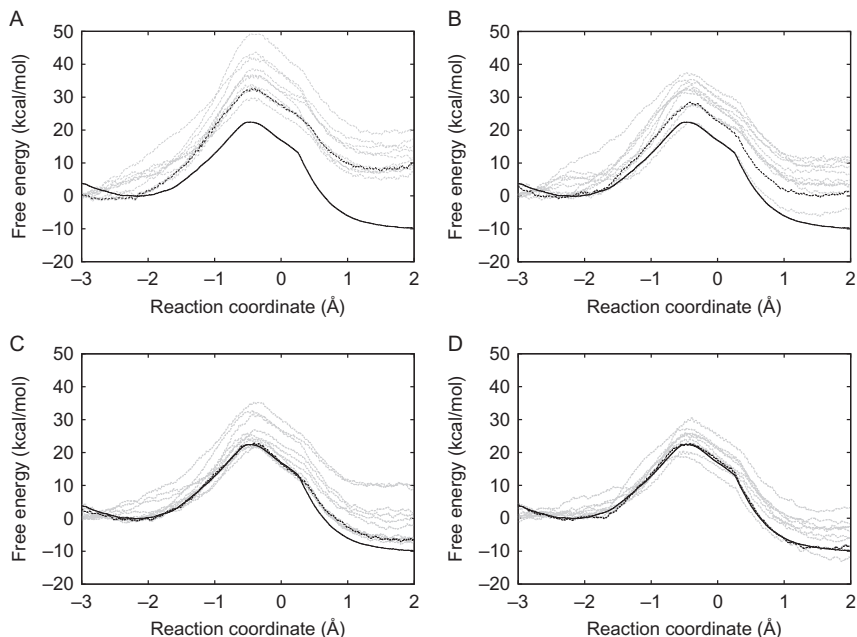 A
50
40
30
20
10
0
–10
–20
Free energy (kcal/mol)
–3 –2 –1 0 1 2
Reaction coordinate (Å)
B
50
40
30
20
10
0
–10
–20
Free energy (kcal/mol)
–3 –2 –1 0 1 2
Reaction coordinate (Å)
C
50
40
30
20
10
0
–10
–20
Free energy (kcal/mol)
–3 –2 –1 0 1 2
Reaction coordinate (Å)
D
50
40
30
20
10
0
–10
–20
Free energy (kcal/mol)
–3 –2 –1 0 1 2
Reaction coordinate (Å)